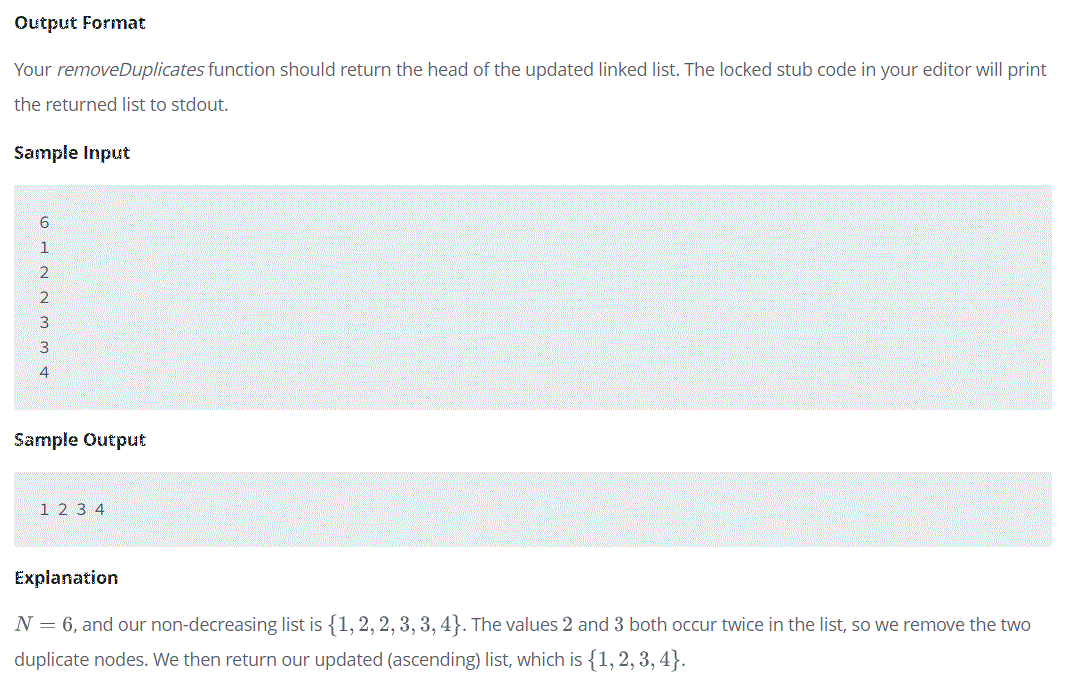 Output Format
Your removeDuplicates function should return the head of the updated linked list. The locked stub code in your editor will print
the returned list to stdout.
Sample Input
6
1
2
2
3
3
4
Sample Output
1 2 3 4
Explanation
N = 6, and our non-decreasing list is {1, 2, 2, 3, 3, 4}. The values 2 and 3 both occur twice in the list, so we remove the two
duplicate nodes. We then return our updated (ascending) list, which is {1, 2, 3, 4}.